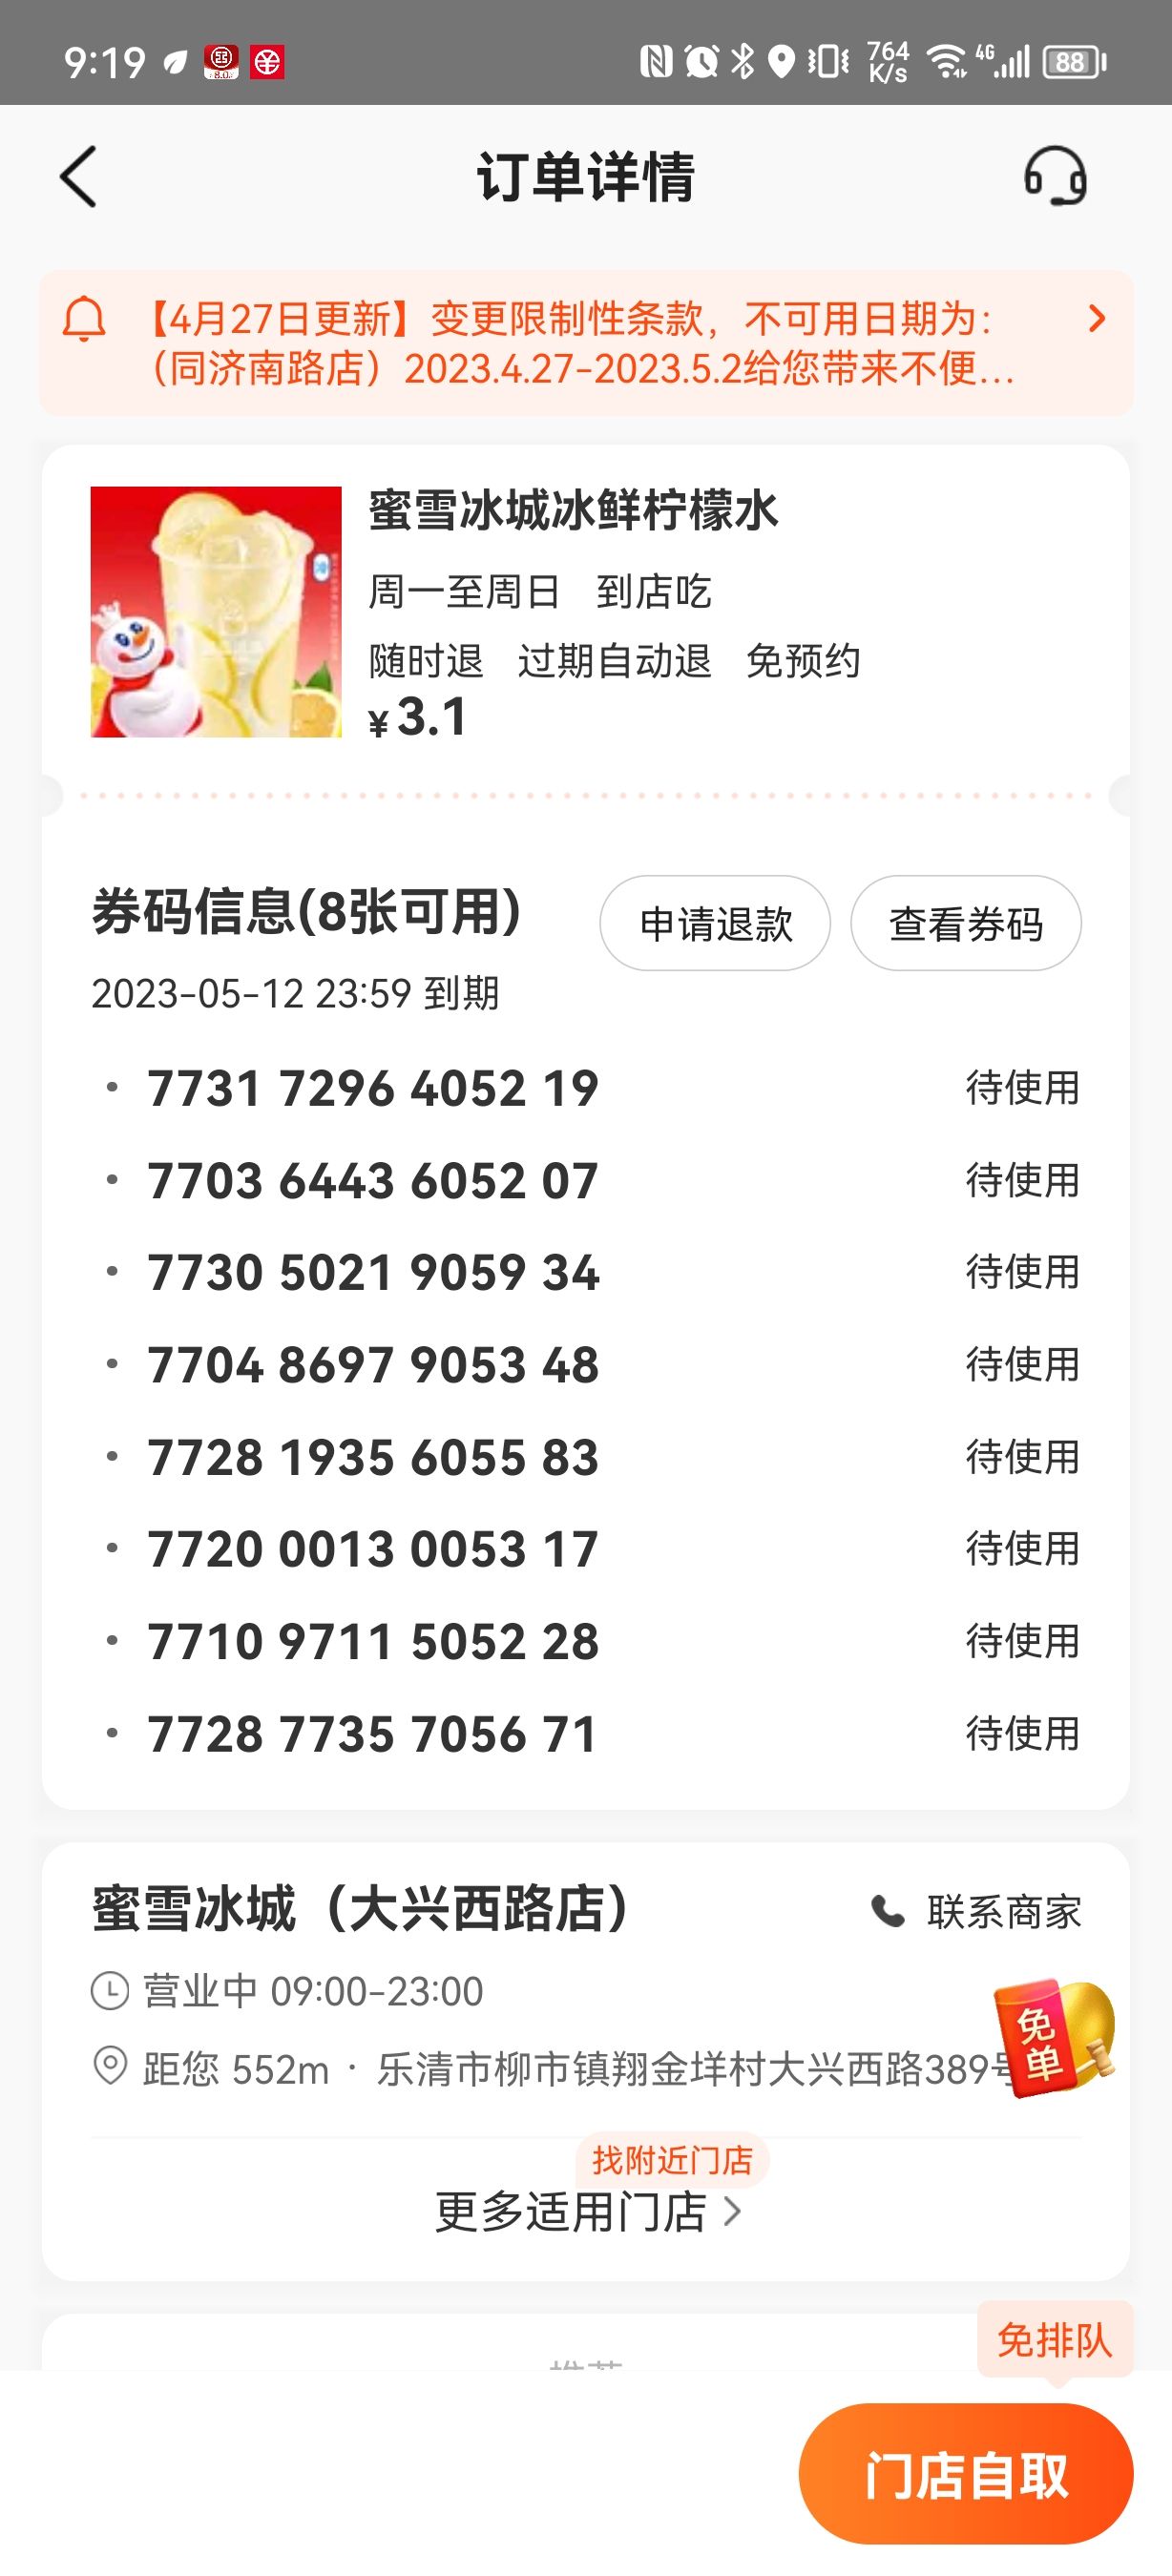 9:19
764
K/s
4G
88
订单详情
【4月27日更新】变更限制性条款，不可用日期为：
（同济南路店）2023.4.27-2023.5.2给您带来不便...
蜜雪冰城冰鲜柠檬水
周一至周日 到店吃
随时退 过期自动退 免预约
¥3.1
券码信息(8张可用)
申请退款
查看券码
2023-05-12 23:59 到期
7731 7296 4052 19 待使用
7703 6443 6052 07 待使用
7730 5021 9059 34 待使用
7704 8697 9053 48 待使用
7728 1935 6055 83 待使用
7720 0013 0053 17 待使用
7710 9711 5052 28 待使用
7728 7735 7056 71 待使用
蜜雪冰城（大兴西路店）
联系商家
营业中 09:00-23:00
免单
距您 552m · 乐清市柳市镇翔金垟村大兴西路389号
找附近门店
更多适用门店
免排队
门店自取